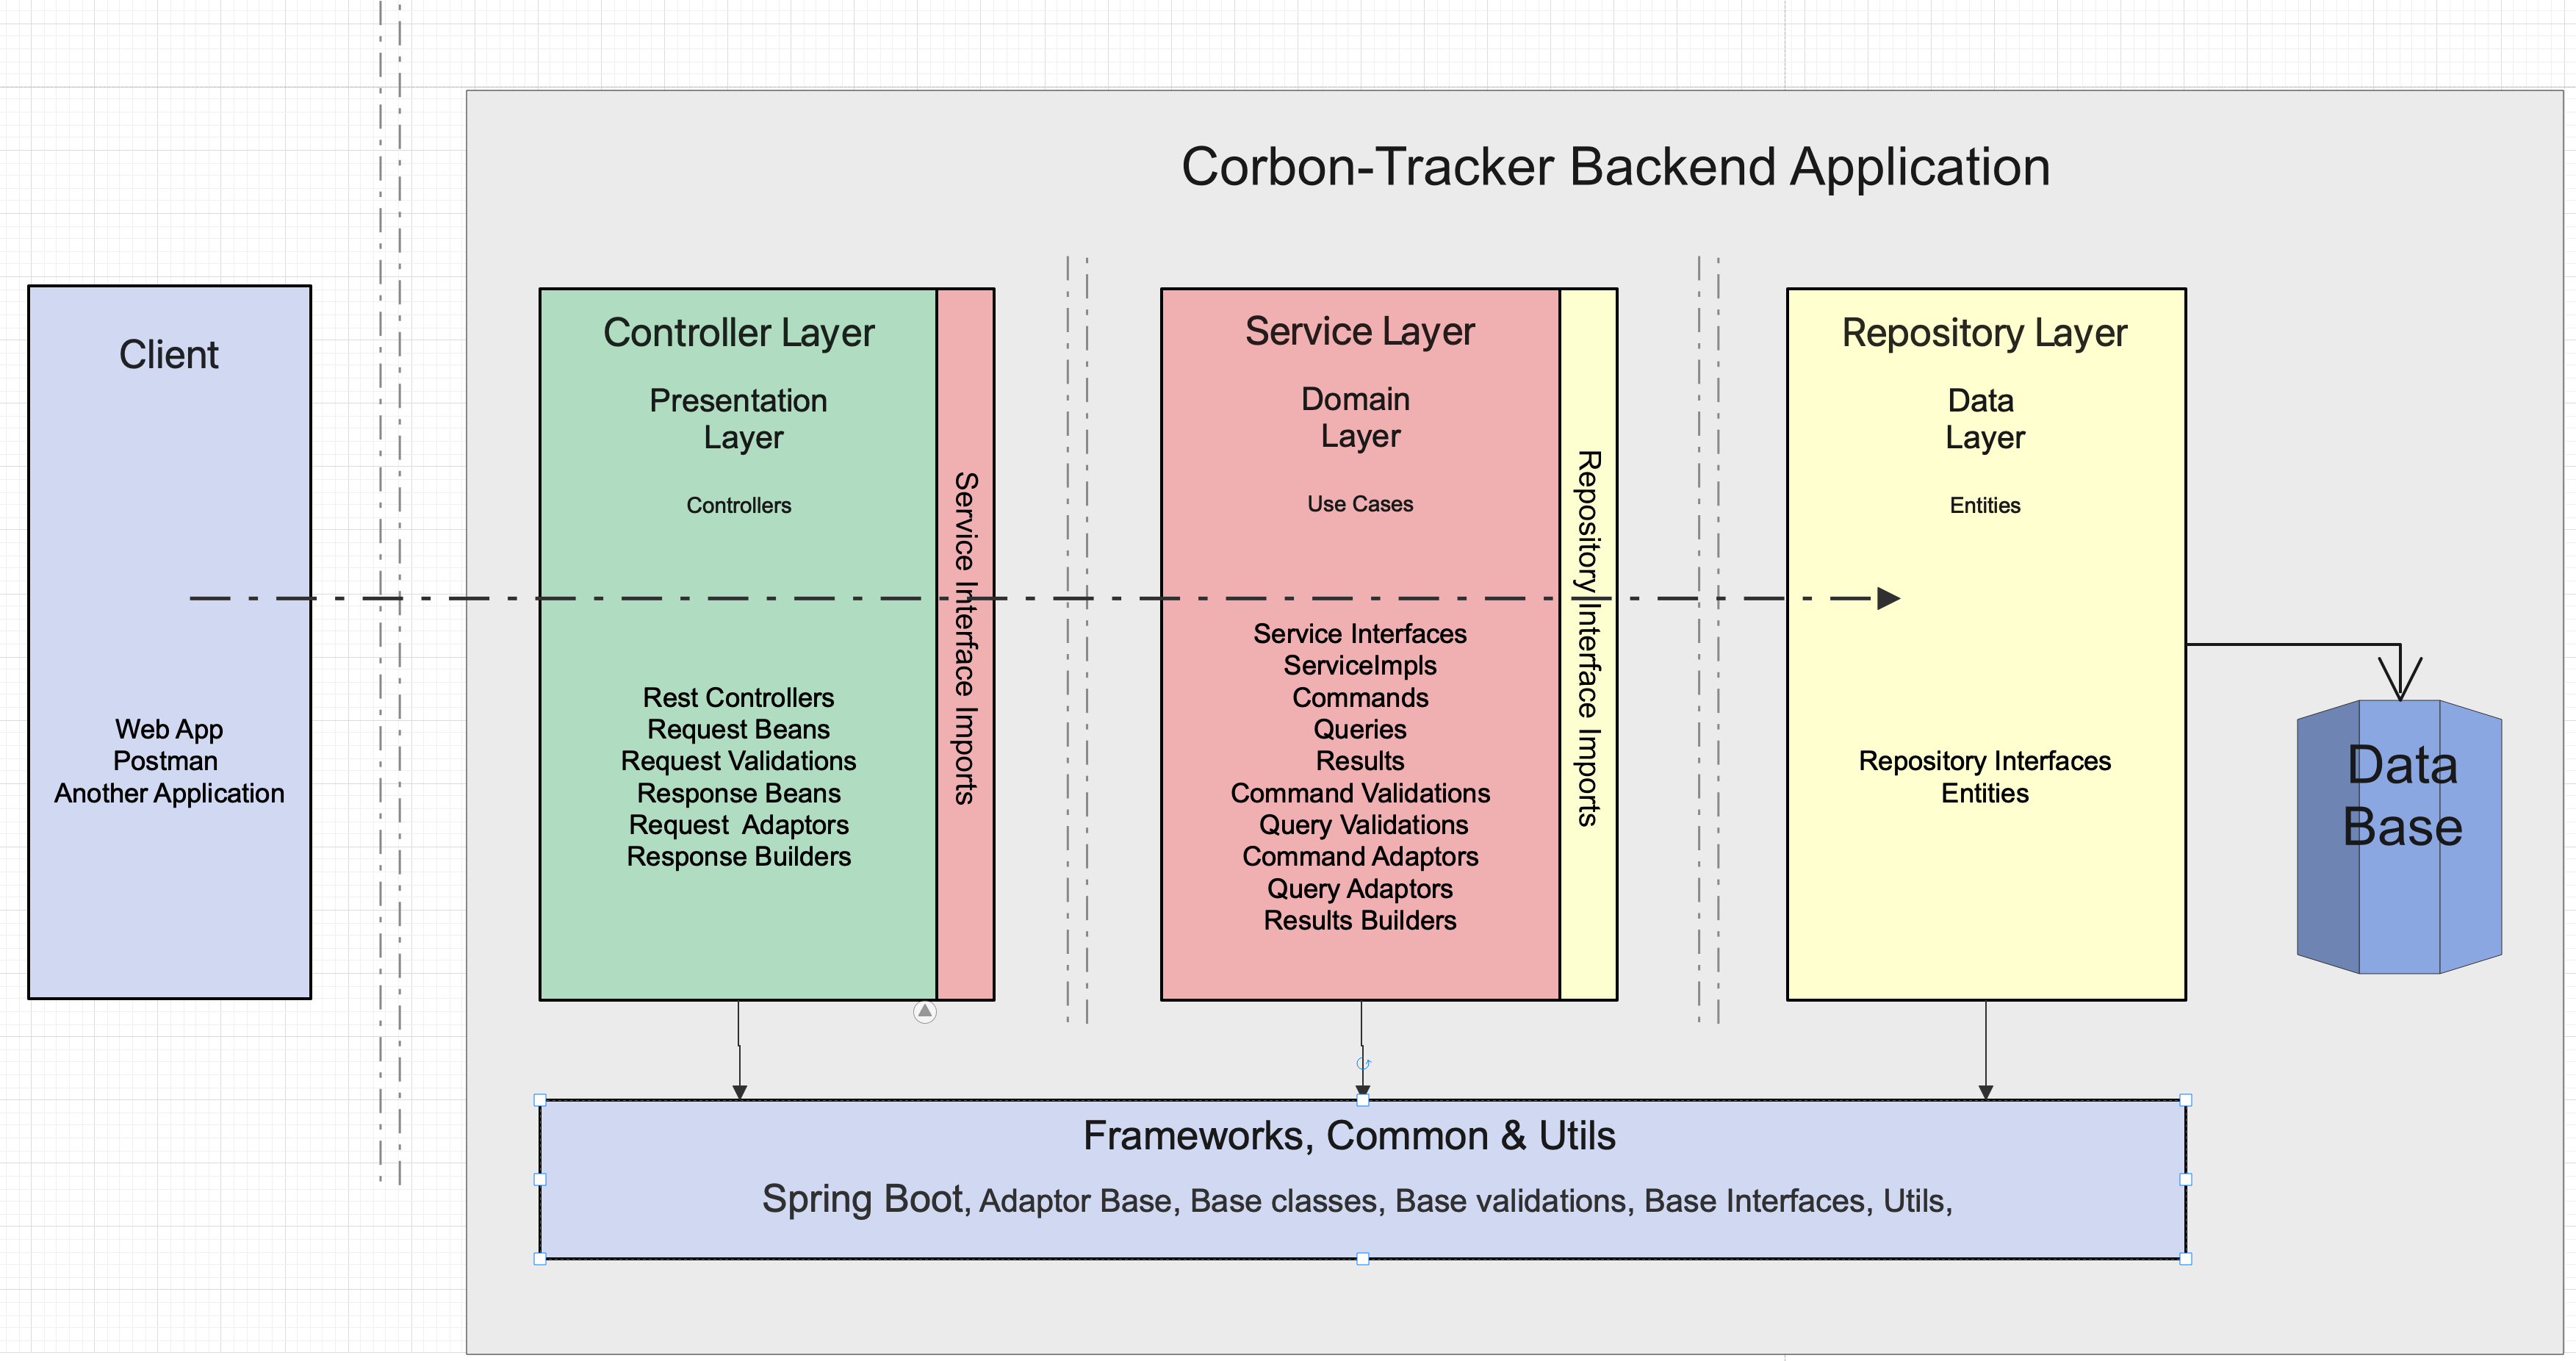 Corbon-Tracker Backend Application
Client
Web App
Postman
Another Application
Controller Layer
Presentation
Layer
Controllers
Rest Controllers
Request Beans
Request Validations
Response Beans
Request  Adaptors
Response Builders
Service Interface Imports
Service Layer
Domain
Layer
Use Cases
Service Interfaces
ServiceImpls
Commands
Queries
Results
Command Validations
Query Validations
Command Adaptors
Query Adaptors
Results Builders
Repository Interface Imports
Repository Layer
Data
Layer
Entities
Repository Interfaces
Entities
Data
Base
Frameworks, Common & Utils
Spring Boot, Adaptor Base, Base classes, Base validations, Base Interfaces, Utils,